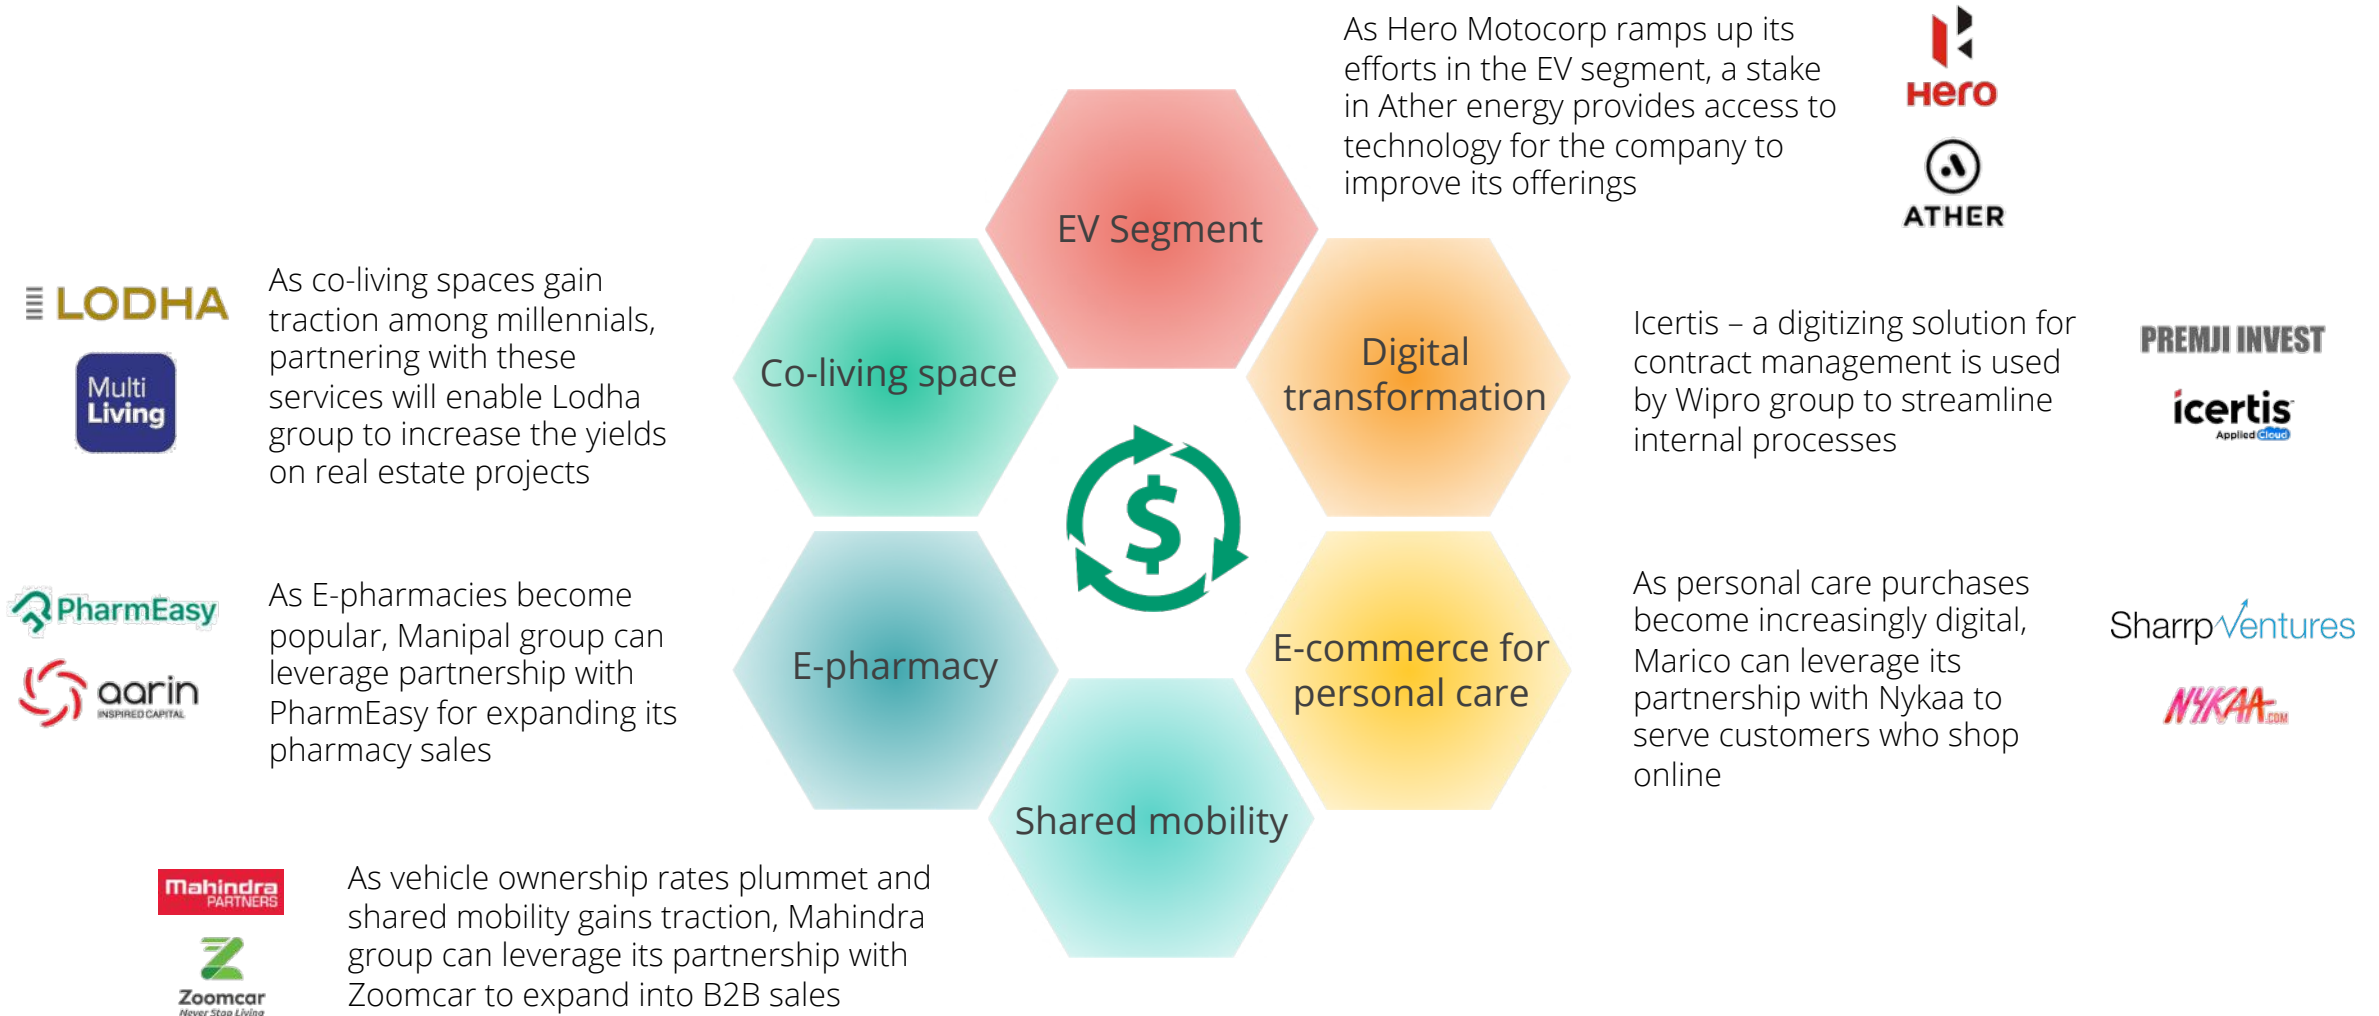 As Hero Motocorp ramps up its
efforts in the EV segment, a stake
in Ather energy provides access to
technology for the company to
improve its offerings
Hero
ATHER
EV Segment
LODHA
Multi
Living
As co-living spaces gain
traction among millennials,
partnering with these
services will enable Lodha
group to increase the yields
on real estate projects
Co-living space
Digital
transformation
Icertis – a digitizing solution for
contract management is used
by Wipro group to streamline
internal processes
PREMJI INVEST
icertis
Applied Cloud
$
PharmEasy
aarin
INSPIRED CAPITAL
As E-pharmacies become
popular, Manipal group can
leverage partnership with
PharmEasy for expanding its
pharmacy sales
E-pharmacy
E-commerce for
personal care
As personal care purchases
become increasingly digital,
Marico can leverage its
partnership with Nykaa to
serve customers who shop
online
Sharrp Ventures
NYKAA.COM
Shared mobility
Mahindra
PARTNERS
Zoomcar
Never Stop Living
As vehicle ownership rates plummet and
shared mobility gains traction, Mahindra
group can leverage its partnership with
Zoomcar to expand into B2B sales